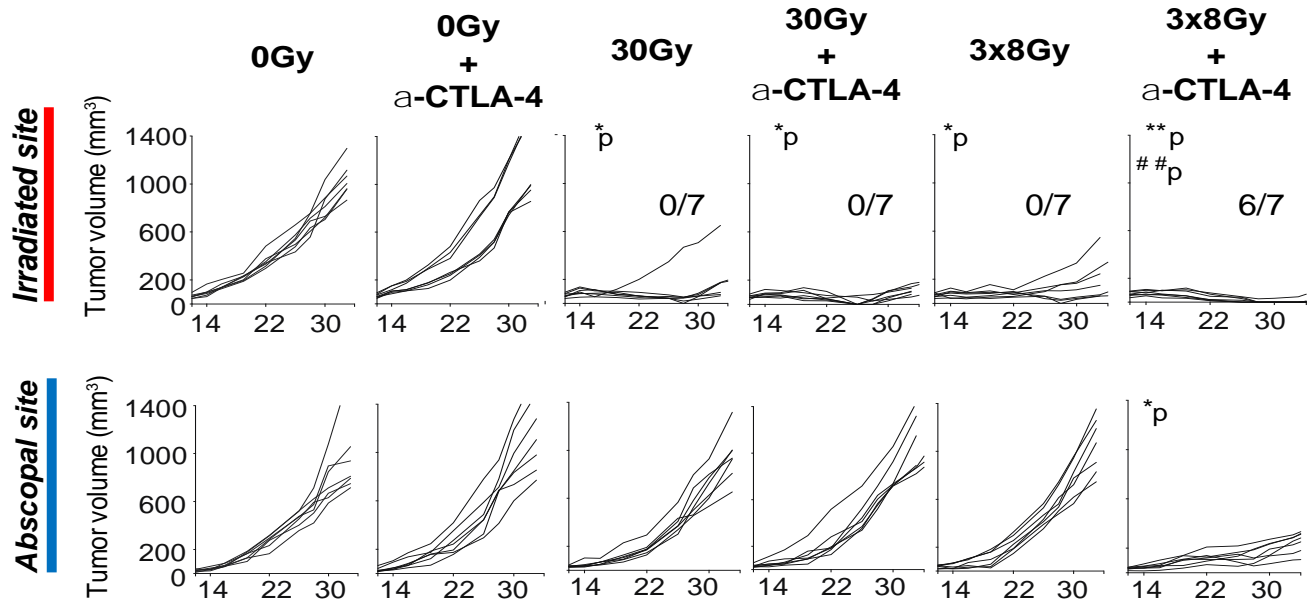 0Gy
0Gy
+
a-CTLA-4
30Gy
30Gy
+
a-CTLA-4
3x8Gy
3x8Gy
+
a-CTLA-4
Irradiated site
Tumor volume (mm³)
1400
1000
600
200
0
*p
*p
*p
**p
# #p
0/7
0/7
0/7
6/7
14 22 30
14 22 30
14 22 30
14 22 30
14 22 30
14 22 30
Abscopal site
Tumor volume (mm³)
1400
1000
600
200
0
*p
14 22 30
14 22 30
14 22 30
14 22 30
14 22 30
14 22 30